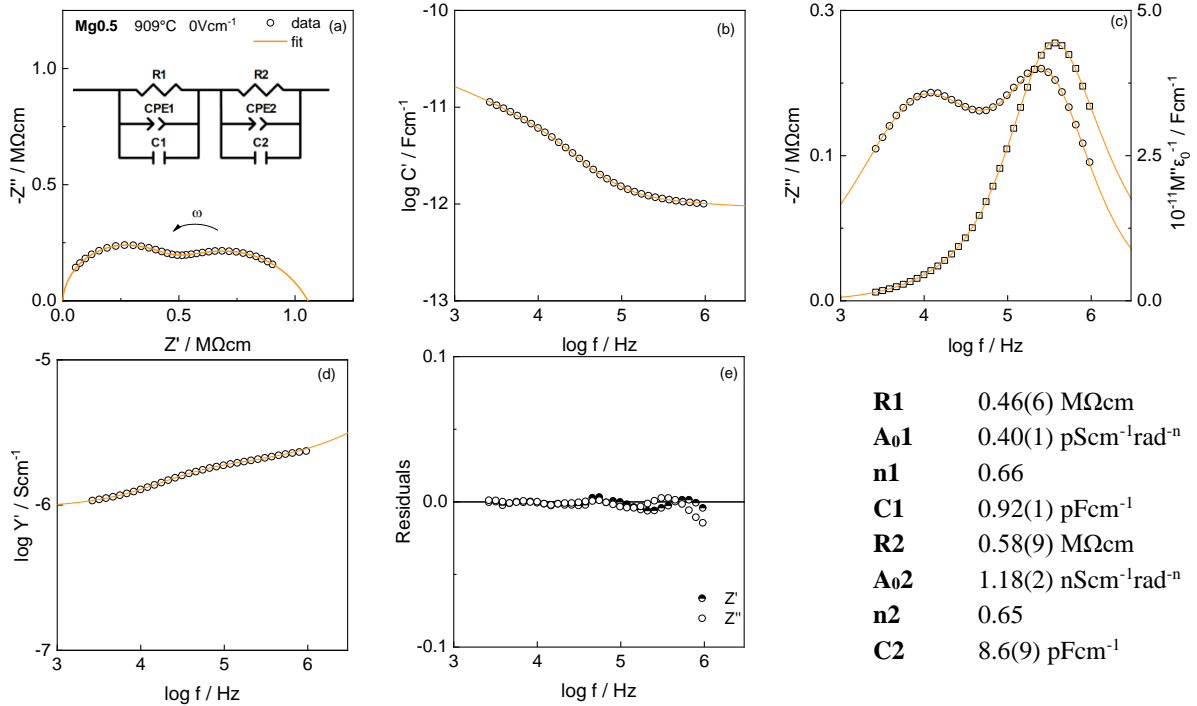 Mg0.5 909°C 0Vcm⁻¹
data
fit
(a)
R1
R2
CPE1
CPE2
C1
C2
ω
1.0
0.5
0.0
0.0
0.5
1.0
-Z" / MΩcm
Z' / MΩcm
(b)
-10
-11
-12
-13
3
4
5
6
log C' / Fcm⁻¹
log f / Hz
(c)
0.3
0.1
0.0
5.0
2.5
0.0
3
4
5
6
-Z" / MΩcm
10⁻¹¹M"ε₀⁻¹ / Fcm⁻¹
log f / Hz
(d)
-5
-6
-7
3
4
5
6
log Y' / Scm⁻¹
log f / Hz
(e)
0.1
0.0
-0.1
3
4
5
6
Residuals
Z'
Z"
log f / Hz
R1 0.46(6) MΩcm
A₀1 0.40(1) pScm⁻¹rad⁻ⁿ
n1 0.66
C1 0.92(1) pFcm⁻¹
R2 0.58(9) MΩcm
A₀2 1.18(2) nScm⁻¹rad⁻ⁿ
n2 0.65
C2 8.6(9) pFcm⁻¹